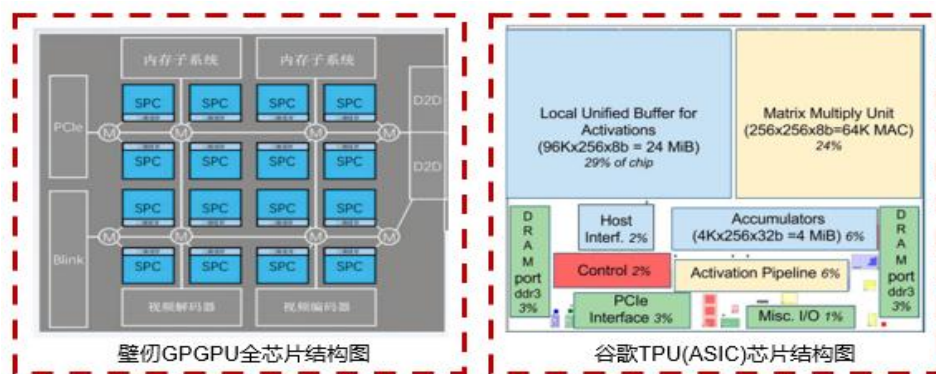 内存子系统 内存子系统
PCIe
SPC SPC SPC SPC
D2D
M M M M
SPC SPC SPC SPC
D2D
SPC SPC SPC SPC
Blink
M M M M
SPC SPC SPC SPC
视频解码器 视频编码器
壁仞GPGPU全芯片结构图
Local Unified Buffer for
Activations
(96Kx256x8b = 24 MiB)
29% of chip
Matrix Multiply Unit
(256x256x8b=64K MAC)
24%
D
R
A
M
port
ddr3
3%
Host
Interf. 2%
Accumulators
(4Kx256x32b =4 MiB) 6%
Control 2%
Activation Pipeline 6%
PCIe
Interface 3%
Misc. I/O 1%
D
R
A
M
port
ddr3
3%
谷歌TPU(ASIC)芯片结构图